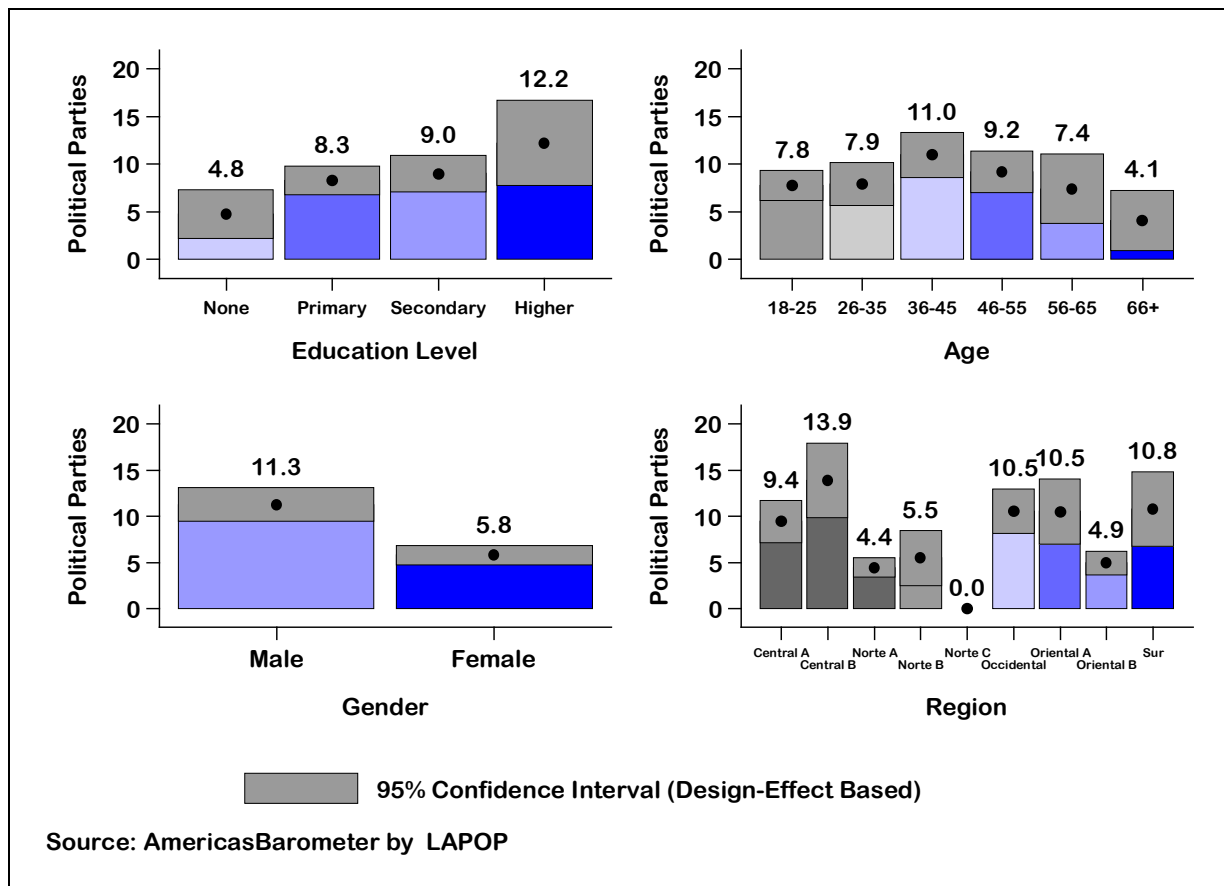 Political Parties
20
15
10
5
0
4.8
8.3
9.0
12.2
None Primary Secondary Higher
Education Level
Political Parties
20
15
10
5
0
7.8
7.9
11.0
9.2
7.4
4.1
18-25 26-35 36-45 46-55 56-65 66+
Age
Political Parties
20
15
10
5
0
11.3
5.8
Male Female
Gender
Political Parties
20
15
10
5
0
9.4
13.9
4.4
5.5
0.0
10.5
10.5
4.9
10.8
Central A Norte A Norte C Oriental A Sur
Central B Norte B Occidental Oriental B
Region
95% Confidence Interval (Design-Effect Based)
Source: AmericasBarometer by LAPOP